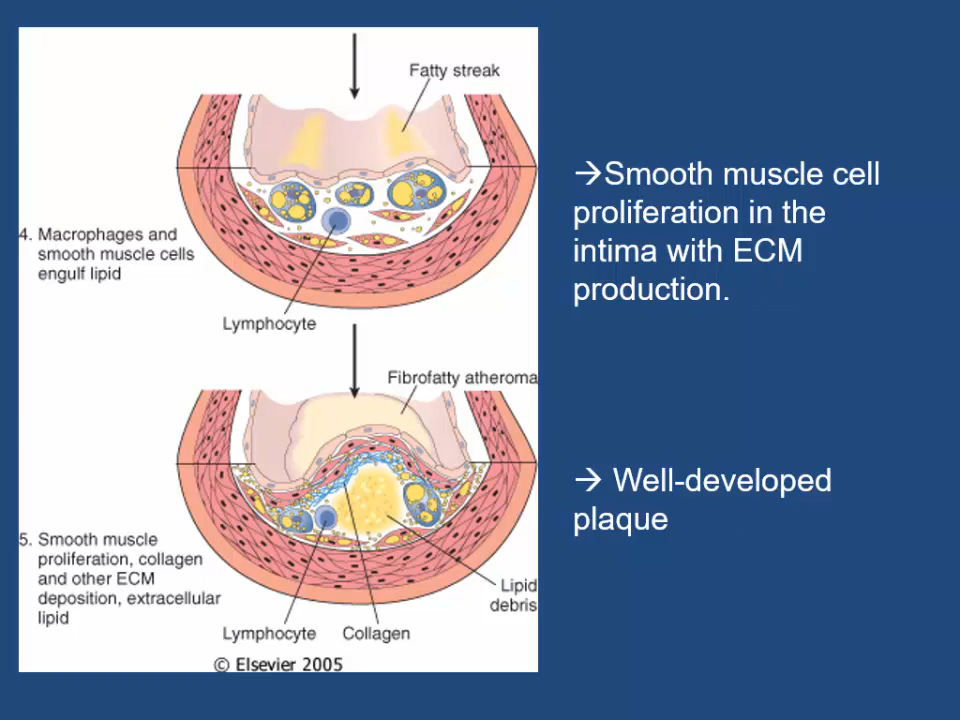 Fatty streak
4. Macrophages and
smooth muscle cells
engulf lipid
Lymphocyte
→Smooth muscle cell
proliferation in the
intima with ECM
production.
Fibrofatty atheroma
5. Smooth muscle
proliferation, collagen
and other ECM
deposition, extracellular
lipid
Lipid
debris
Lymphocyte
Collagen
© Elsevier 2005
→ Well-developed
plaque